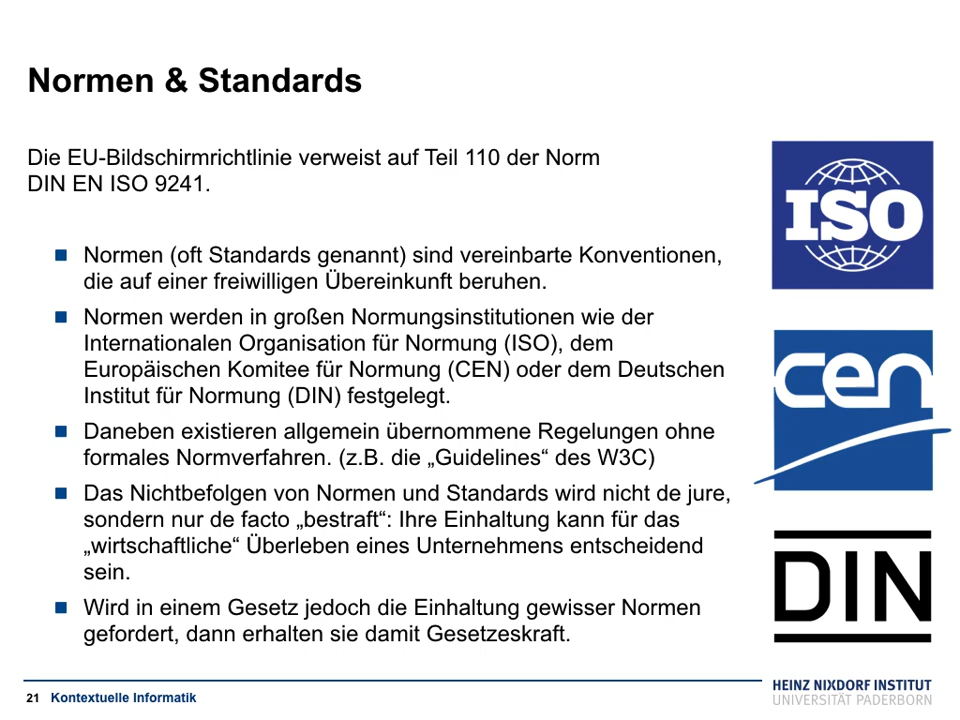 Normen & Standards
Die EU-Bildschirmrichtlinie verweist auf Teil 110 der Norm
DIN EN ISO 9241.
Normen (oft Standards genannt) sind vereinbarte Konventionen,
die auf einer freiwilligen Übereinkunft beruhen.
Normen werden in großen Normungsinstitutionen wie der
Internationalen Organisation für Normung (ISO), dem
Europäischen Komitee für Normung (CEN) oder dem Deutschen
Institut für Normung (DIN) festgelegt.
Daneben existieren allgemein übernommene Regelungen ohne
formales Normverfahren. (z.B. die „Guidelines“ des W3C)
Das Nichtbefolgen von Normen und Standards wird nicht de jure,
sondern nur de facto „bestraft“: Ihre Einhaltung kann für das
„wirtschaftliche“ Überleben eines Unternehmens entscheidend
sein.
Wird in einem Gesetz jedoch die Einhaltung gewisser Normen
gefordert, dann erhalten sie damit Gesetzeskraft.
ISO
cen
DIN
21 Kontextuelle Informatik
HEINZ NIXDORF INSTITUT
UNIVERSITÄT PADERBORN